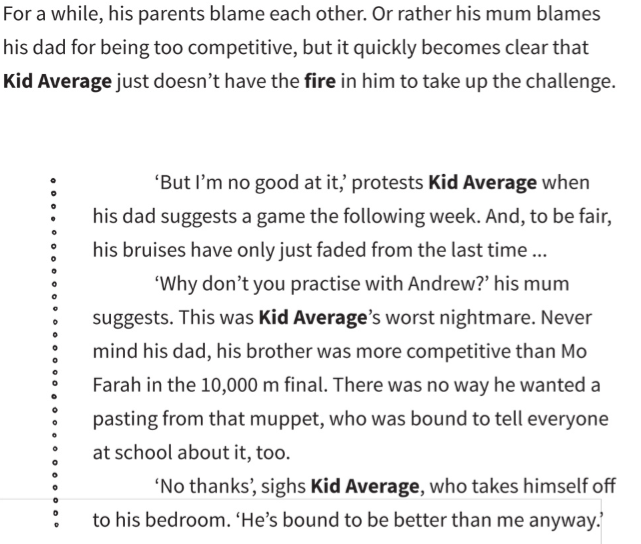 For a while, his parents blame each other. Or rather his mum blames
his dad for being too competitive, but it quickly becomes clear that
Kid Average just doesn’t have the fire in him to take up the challenge.
‘But I’m no good at it,’ protests Kid Average when
his dad suggests a game the following week. And, to be fair,
his bruises have only just faded from the last time ...
‘Why don’t you practise with Andrew?’ his mum
suggests. This was Kid Average’s worst nightmare. Never
mind his dad, his brother was more competitive than Mo
Farah in the 10,000 m final. There was no way he wanted a
pasting from that muppet, who was bound to tell everyone
at school about it, too.
‘No thanks’, sighs Kid Average, who takes himself off
to his bedroom. ‘He’s bound to be better than me anyway.’